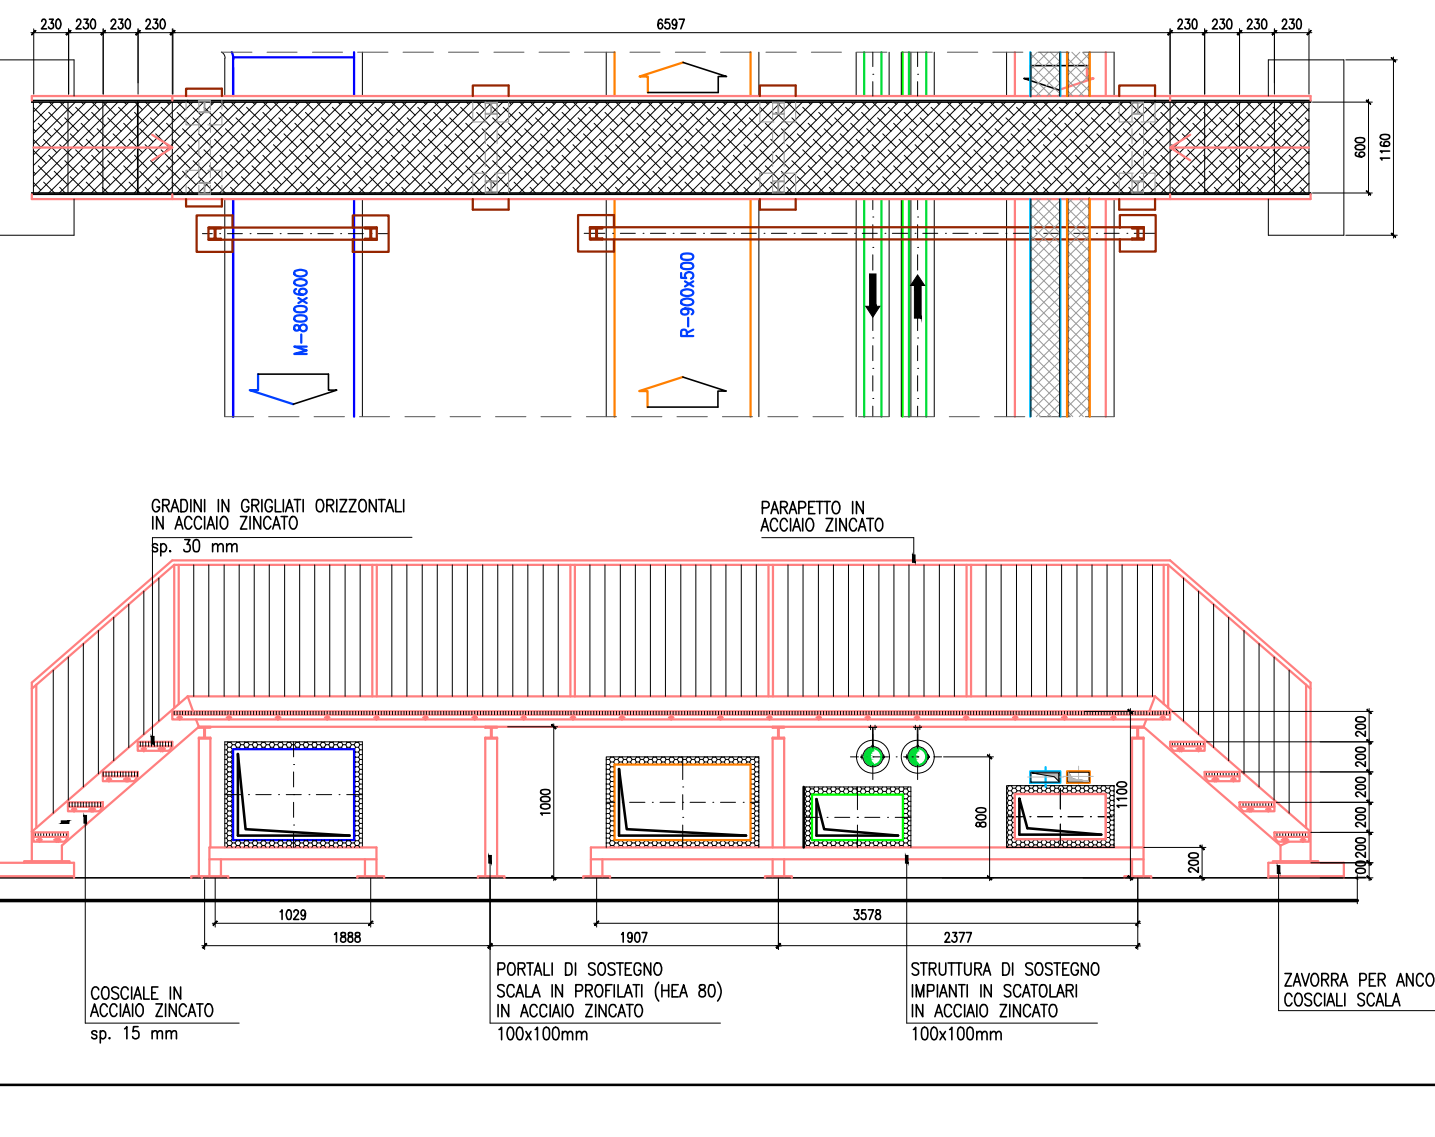 230 230 230 230 6597 230 230 230 230
600
1160
M-800x600
R-900x500
GRADINI IN GRIGLIATI ORIZZONTALI
IN ACCIAIO ZINCATO
sp. 30 mm
PARAPETTO IN
ACCIAIO ZINCATO
1000
800
1100
200
200
200
200
200
200
100
1029
3578
1888
1907
2377
COSCIALE IN
ACCIAIO ZINCATO
sp. 15 mm
PORTALI DI SOSTEGNO
SCALA IN PROFILATI (HEA 80)
IN ACCIAIO ZINCATO
100x100mm
STRUTTURA DI SOSTEGNO
IMPIANTI IN SCATOLARI
IN ACCIAIO ZINCATO
100x100mm
ZAVORRA PER ANCO
COSCIALI SCALA